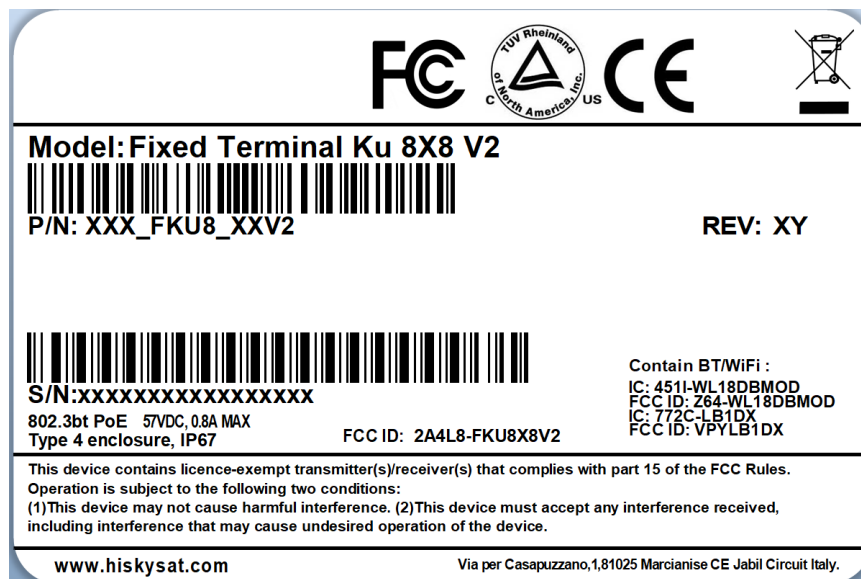 FC
TUV Rheinland
of North America, Inc.
C US
CE
Model: Fixed Terminal Ku 8X8 V2
P/N: XXX_FKU8_XXV2
REV: XY
S/N:xxxxxxxxxxxxxxxxx
802.3bt PoE 57VDC, 0.8A MAX
Type 4 enclosure, IP67
FCC ID: 2A4L8-FKU8X8V2
Contain BT/WiFi :
IC: 451I-WL18DBMOD
FCC ID: Z64-WL18DBMOD
IC: 772C-LB1DX
FCC ID: VPYLB1DX
This device contains licence-exempt transmitter(s)/receiver(s) that complies with part 15 of the FCC Rules.
Operation is subject to the following two conditions:
(1)This device may not cause harmful interference. (2)This device must accept any interference received,
including interference that may cause undesired operation of the device.
www.hiskysat.com
Via per Casapuzzano,1,81025 Marcianise CE Jabil Circuit Italy.